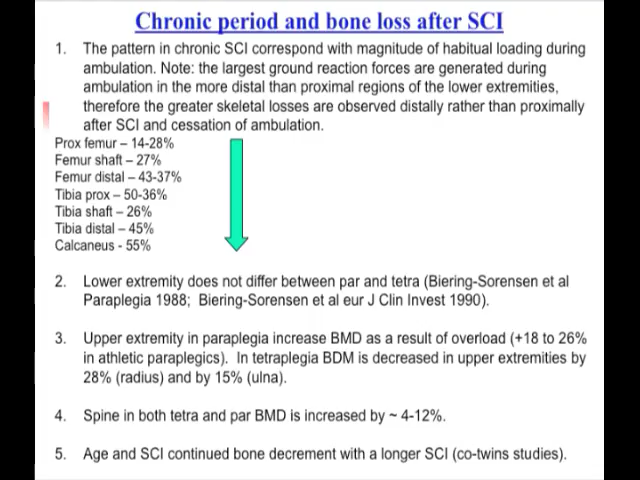 Chronic period and bone loss after SCI
1. The pattern in chronic SCI correspond with magnitude of habitual loading during
ambulation. Note: the largest ground reaction forces are generated during
ambulation in the more distal than proximal regions of the lower extremities,
therefore the greater skeletal losses are observed distally rather than proximally
after SCI and cessation of ambulation.
Prox femur – 14-28%
Femur shaft – 27%
Femur distal – 43-37%
Tibia prox – 50-36%
Tibia shaft – 26%
Tibia distal – 45%
Calcaneus - 55%
2. Lower extremity does not differ between par and tetra (Biering-Sorensen et al
Paraplegia 1988; Biering-Sorensen et al eur J Clin Invest 1990).
3. Upper extremity in paraplegia increase BMD as a result of overload (+18 to 26%
in athletic paraplegics). In tetraplegia BDM is decreased in upper extremities by
28% (radius) and by 15% (ulna).
4. Spine in both tetra and par BMD is increased by ~ 4-12%.
5. Age and SCI continued bone decrement with a longer SCI (co-twins studies).